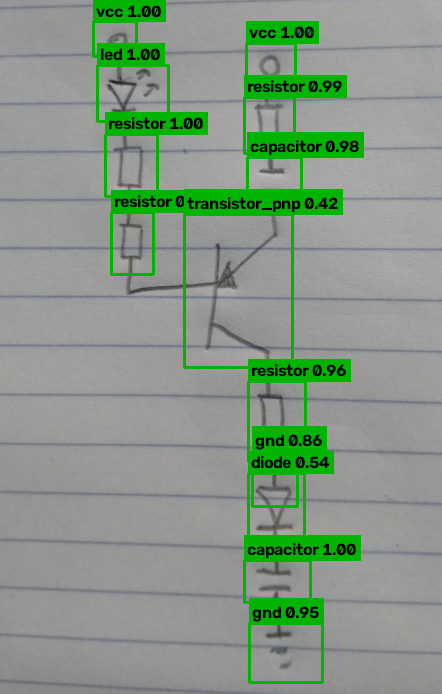 vcc 1.00
led 1.00
vcc 1.00
resistor 0.99
resistor 1.00
capacitor 0.98
resistor 0
transistor_pnp 0.42
resistor 0.96
gnd 0.86
diode 0.54
capacitor 1.00
gnd 0.95